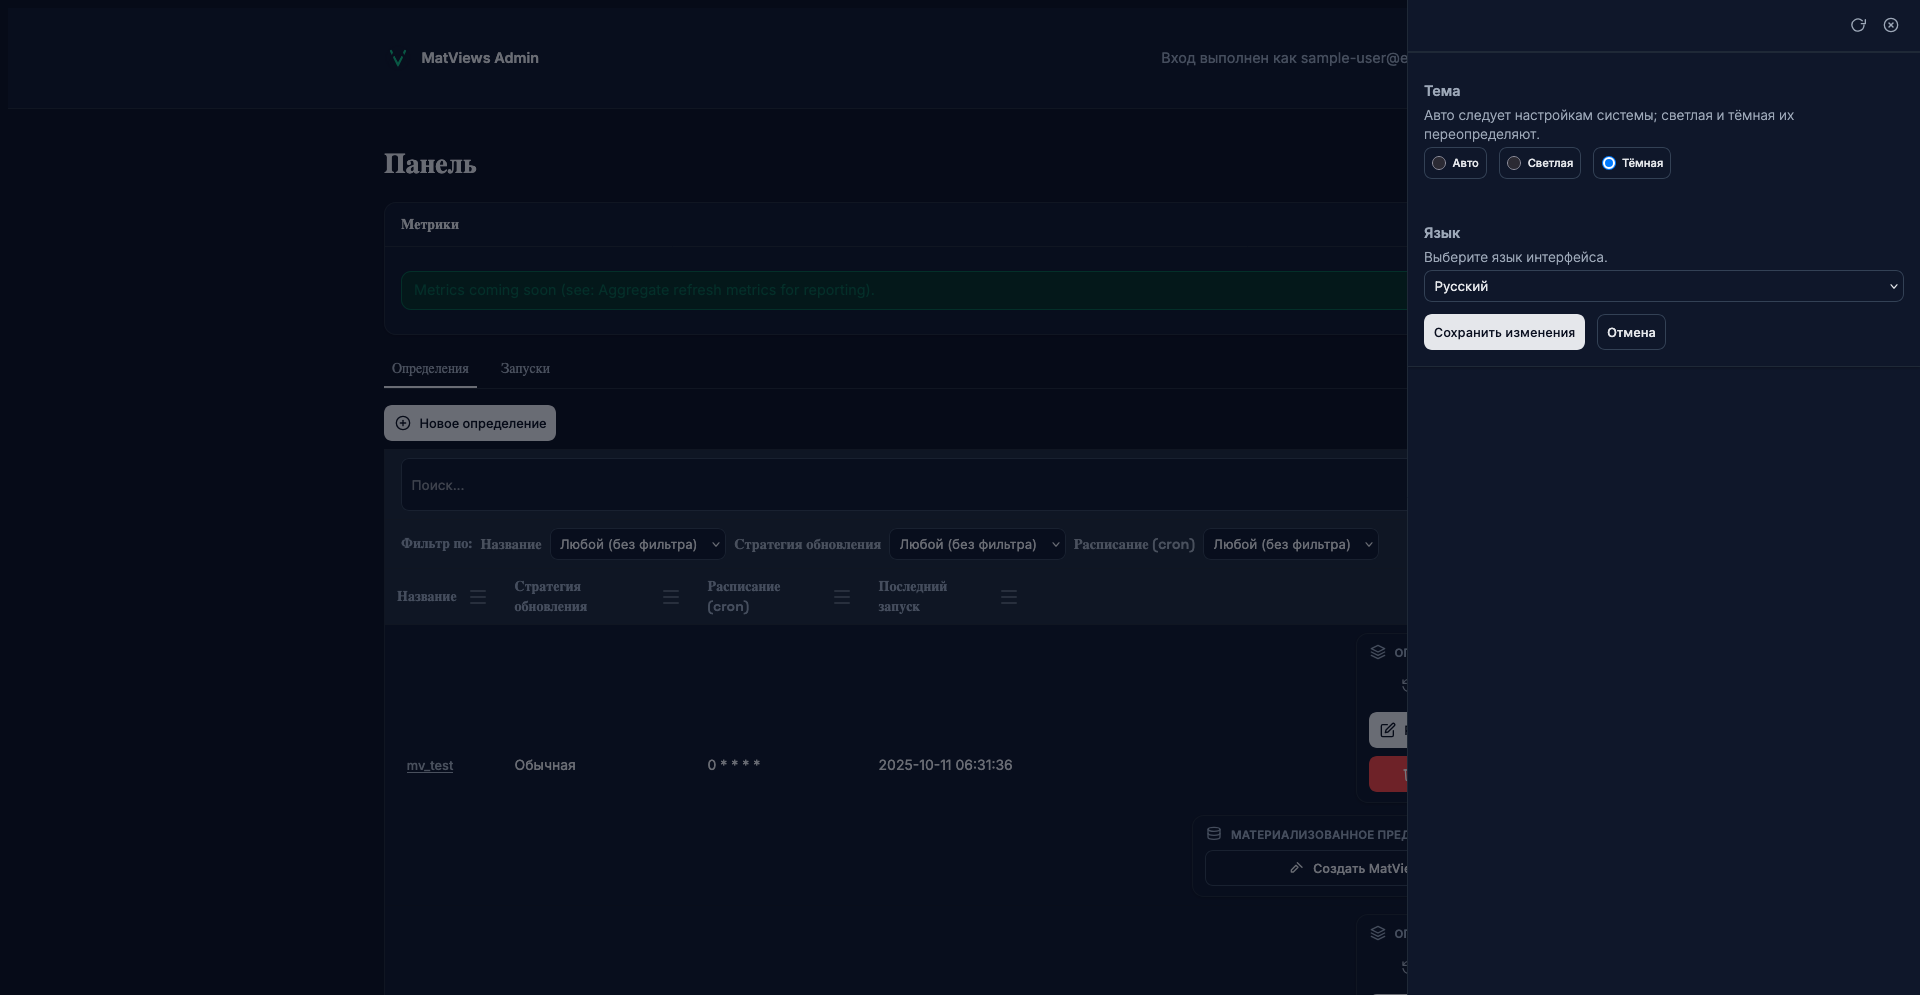 MatViews Admin
Вход выполнен как sample-user@e
Панель
Метрики
Metrics coming soon (see: Aggregate refresh metrics for reporting).
Определения
Запуски
Новое определение
Поиск...
Фильтр по: Название Любой (без фильтра) Стратегия обновления Любой (без фильтра) Расписание (cron) Любой (без фильтра)
Название
Стратегия
обновления
Расписание
(cron)
Последний
запуск
mv_test
Обычная
0 * * * *
2025-10-11 06:31:36
МАТЕРИАЛИЗОВАННОЕ ПРЕД
Создать MatVie
Тема
Авто следует настройкам системы; светлая и тёмная их
переопределяют.
Авто
Светлая
Тёмная
Язык
Выберите язык интерфейса.
Русский
Сохранить изменения
Отмена